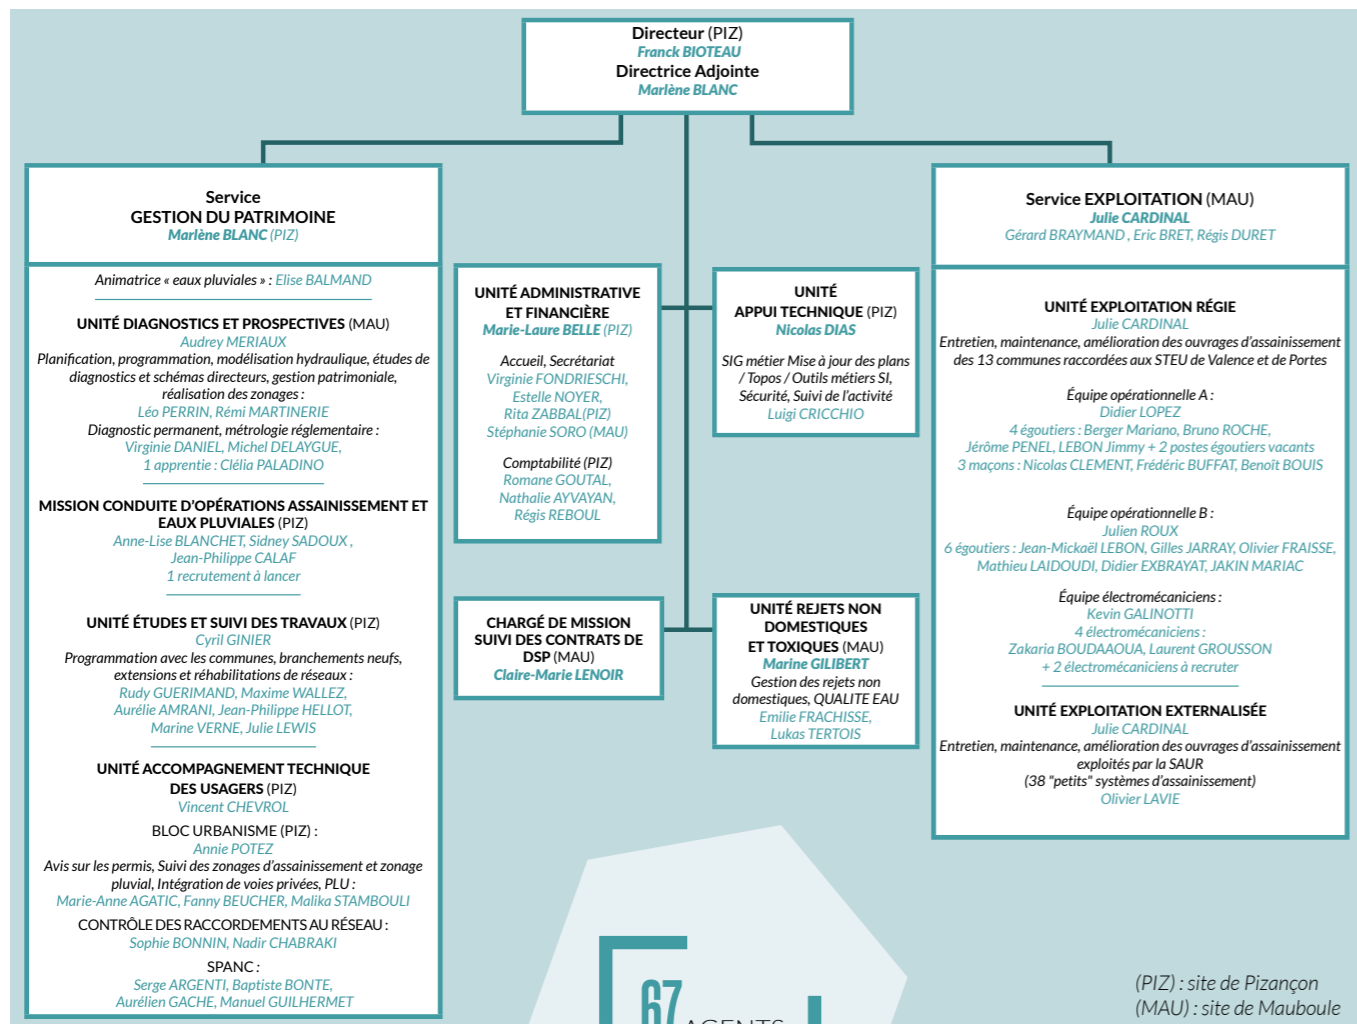 Directeur (PIZ)
Franck BIOTEAU
Directrice Adjointe
Marlène BLANC
Service
GESTION DU PATRIMOINE
Marlène BLANC (PIZ)
Animatrice « eaux pluviales » : Elise BALMAND
UNITÉ DIAGNOSTICS ET PROSPECTIVES (MAU)
Audrey MERIAUX
Planification, programmation, modélisation hydraulique, études de
diagnostics et schémas directeurs, gestion patrimoniale,
réalisation des zonages :
Léo PERRIN, Rémi MARTINERIE
Diagnostic permanent, métrologie réglementaire :
Virginie DANIEL, Michel DELAYGUE,
1 apprentie : Clélia PALADINO
MISSION CONDUITE D'OPÉRATIONS ASSAINISSEMENT ET
EAUX PLUVIALES (PIZ)
Anne-Lise BLANCHET, Sidney SADOUX ,
Jean-Philippe CALAF
1 recrutement à lancer
UNITÉ ÉTUDES ET SUIVI DES TRAVAUX (PIZ)
Cyril GINIER
Programmation avec les communes, branchements neufs,
extensions et réhabilitations de réseaux :
Rudy GUERIMAND, Maxime WALLEZ,
Aurélie AMRANI, Jean-Philippe HELLOT,
Marine VERNE, Julie LEWIS
UNITÉ ACCOMPAGNEMENT TECHNIQUE
DES USAGERS (PIZ)
Vincent CHEVROL
BLOC URBANISME (PIZ) :
Annie POTEZ
Avis sur les permis, Suivi des zonages d'assainissement et zonage
pluvial, Intégration de voies privées, PLU :
Marie-Anne AGATIC, Fanny BEUCHER, Malika STAMBOULI
CONTRÔLE DES RACCORDEMENTS AU RÉSEAU :
Sophie BONNIN, Nadir CHABRAKI
SPANC :
Serge ARGENTI, Baptiste BONTE,
Aurélien GACHE, Manuel GUILHERMET
UNITÉ ADMINISTRATIVE
ET FINANCIÈRE
Marie-Laure BELLE (PIZ)
Accueil, Secrétariat
Virginie FONDRIESCHI,
Estelle NOYER,
Rita ZABBAL(PIZ)
Stéphanie SORO (MAU)
Comptabilité (PIZ)
Romane GOUTAL,
Nathalie AYVAYAN,
Régis REBOUL
UNITÉ
APPUI TECHNIQUE (PIZ)
Nicolas DIAS
SIG métier Mise à jour des plans
/ Topos / Outils métiers SI,
Sécurité, Suivi de l'activité
Luigi CRICCHIO
CHARGÉ DE MISSION
SUIVI DES CONTRATS DE
DSP (MAU)
Claire-Marie LENOIR
UNITÉ REJETS NON
DOMESTIQUES
ET TOXIQUES (MAU)
Marine GILIBERT
Gestion des rejets non
domestiques, QUALITE EAU
Emilie FRACHISSE,
Lukas TERTOIS
Service EXPLOITATION (MAU)
Julie CARDINAL
Gérard BRAYMAND , Eric BRET, Régis DURET
UNITÉ EXPLOITATION RÉGIE
Julie CARDINAL
Entretien, maintenance, amélioration des ouvrages d'assainissement
des 13 communes raccordées aux STEU de Valence et de Portes
Équipe opérationnelle A :
Didier LOPEZ
4 égoutiers : Berger Mariano, Bruno ROCHE,
Jérôme PENEL, LEBON Jimmy + 2 postes égoutiers vacants
3 maçons : Nicolas CLEMENT, Frédéric BUFFAT, Benoît BOUIS
Équipe opérationnelle B :
Julien ROUX
6 égoutiers : Jean-Mickaël LEBON, Gilles JARRAY, Olivier FRAISSE,
Mathieu LAIDOUDI, Didier EXBRAYAT, JAKIN MARIAC
Équipe électromécaniciens :
Kevin GALINOTTI
4 électromécaniciens :
Zakaria BOUDAAOUA, Laurent GROUSSON
+ 2 électromécaniciens à recruter
UNITÉ EXPLOITATION EXTERNALISÉE
Julie CARDINAL
Entretien, maintenance, amélioration des ouvrages d'assainissement
exploités par la SAUR
(38 "petits" systèmes d'assainissement)
Olivier LAVIE
67 AGENTS
(PIZ) : site de Pizançon
(MAU) : site de Mauboule